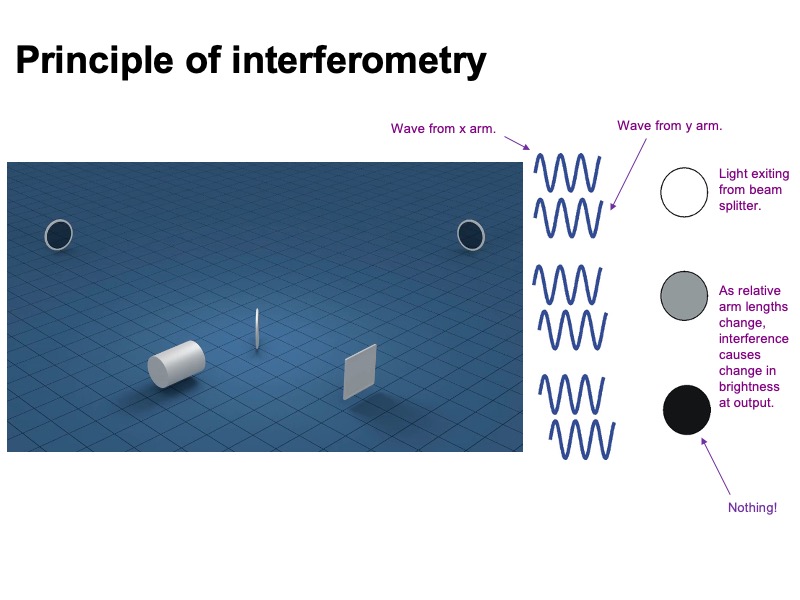 Principle of interferometry
Wave from x arm.
Wave from y arm.
Light exiting
from beam
splitter.
As relative
arm lengths
change,
interference
causes
change in
brightness
at output.
Nothing!